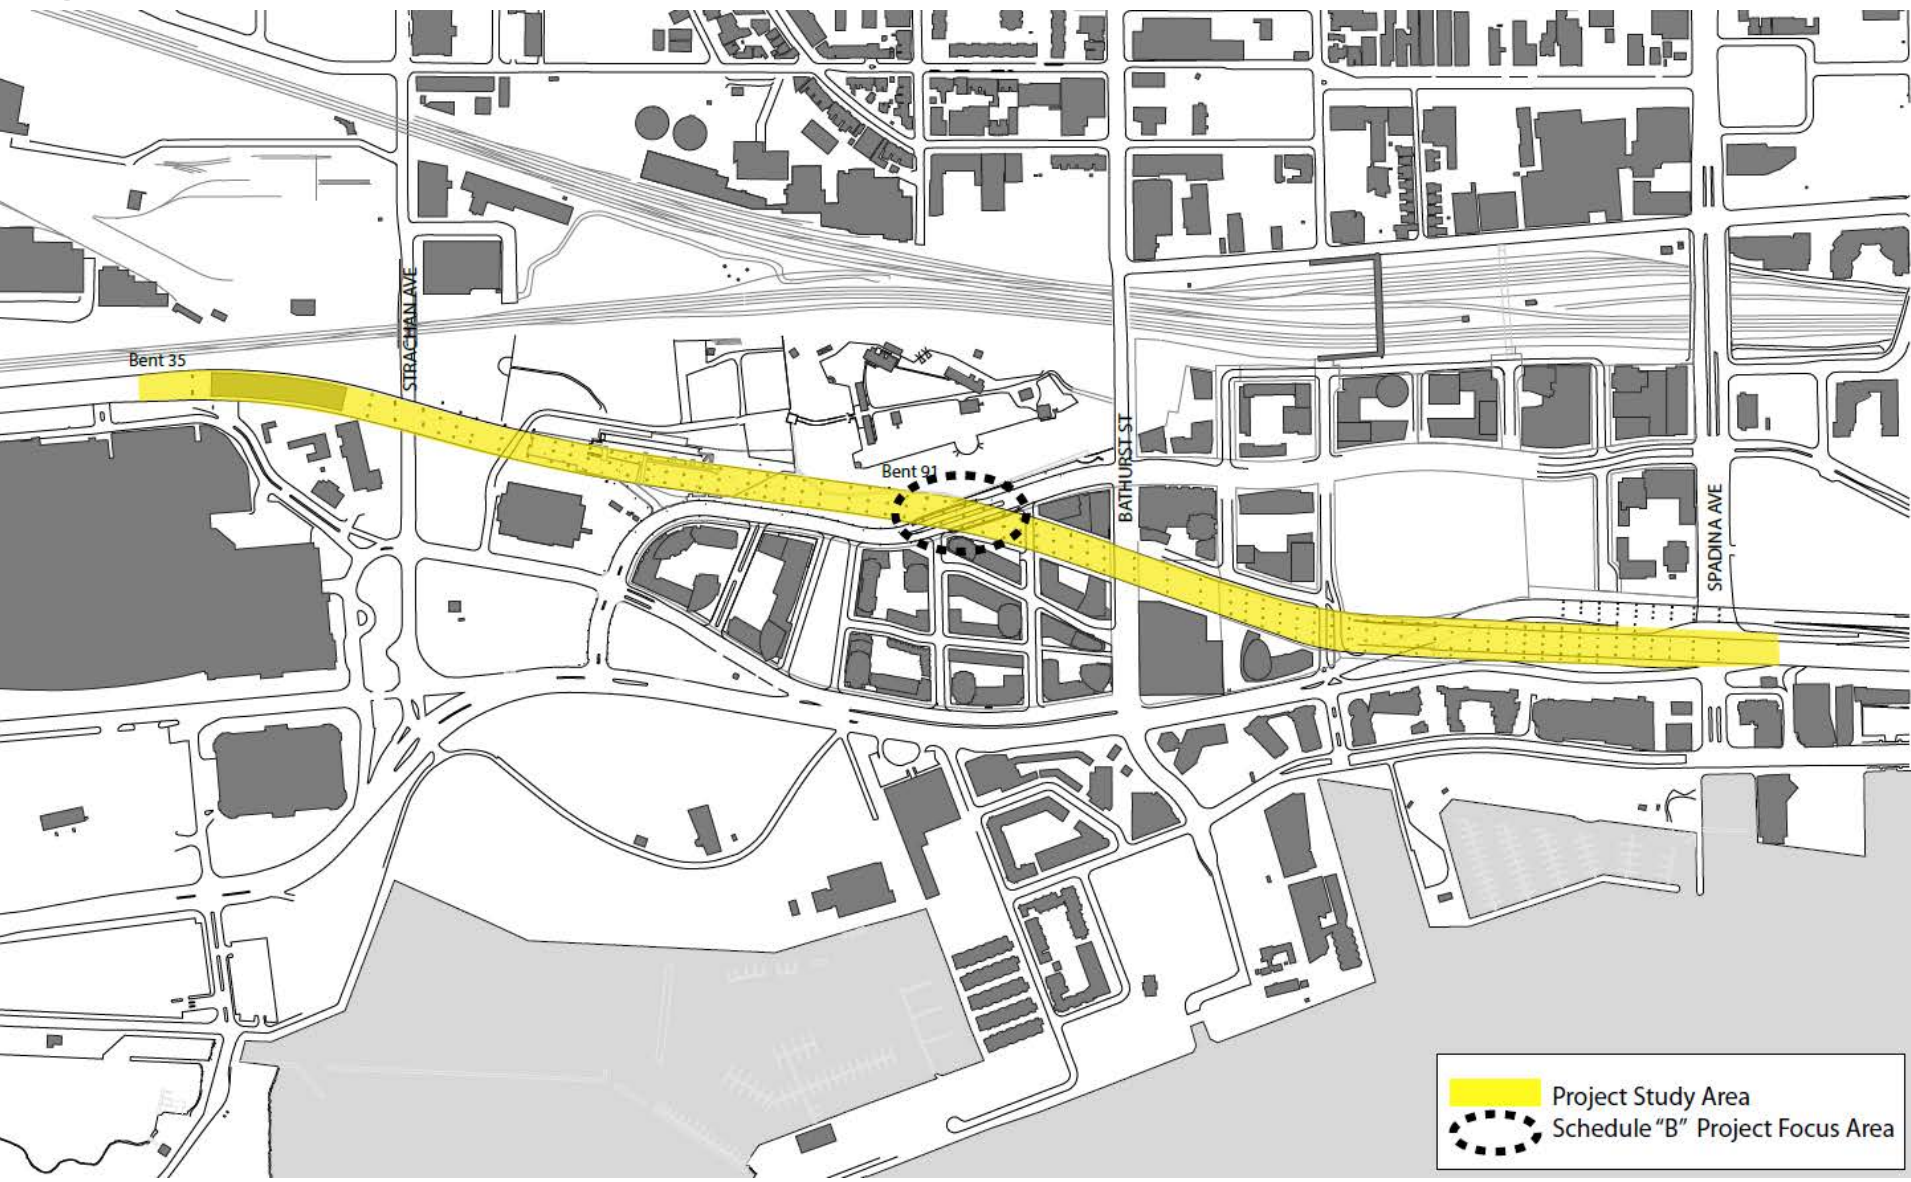 Bent 35
STRACHAN AVE
Bent 91
BATHURST ST
SPADINA AVE
Project Study Area
Schedule “B” Project Focus Area